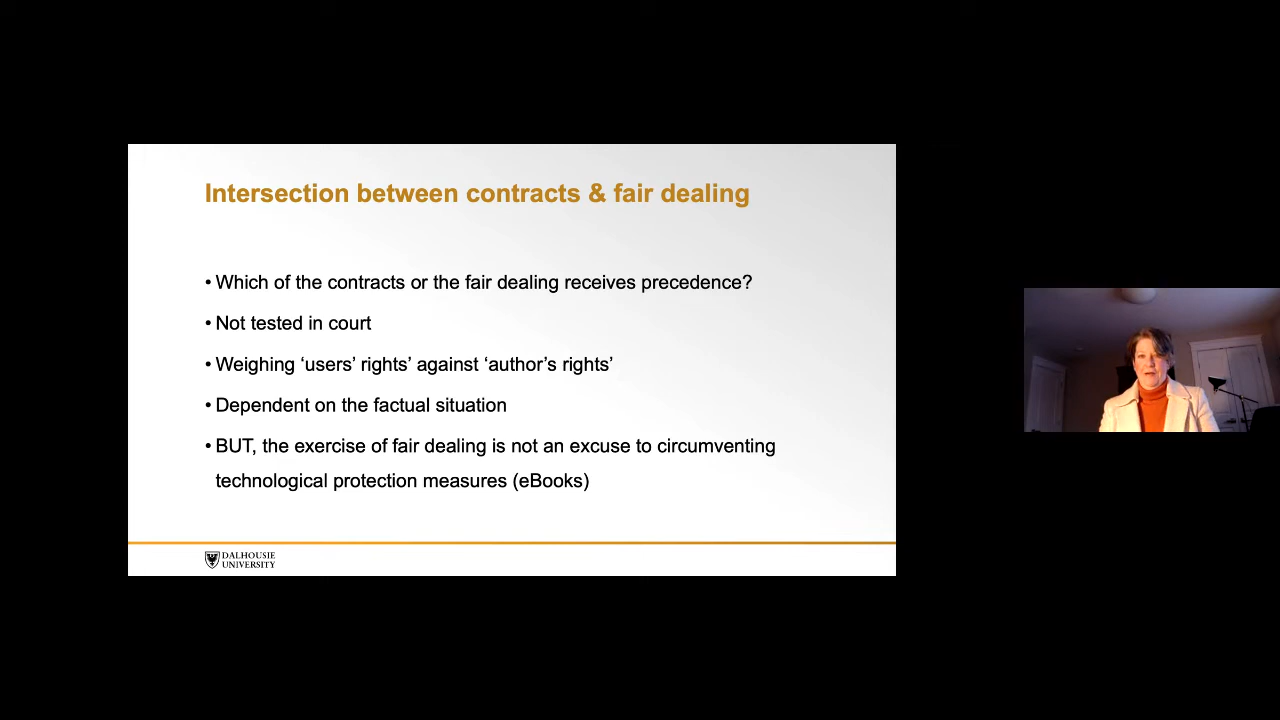 Intersection between contracts & fair dealing
• Which of the contracts or the fair dealing receives precedence?
• Not tested in court
• Weighing ‘users’ rights’ against ‘author’s rights’
• Dependent on the factual situation
• BUT, the exercise of fair dealing is not an excuse to circumventing
technological protection measures (eBooks)
DALHOUSIE
UNIVERSITY